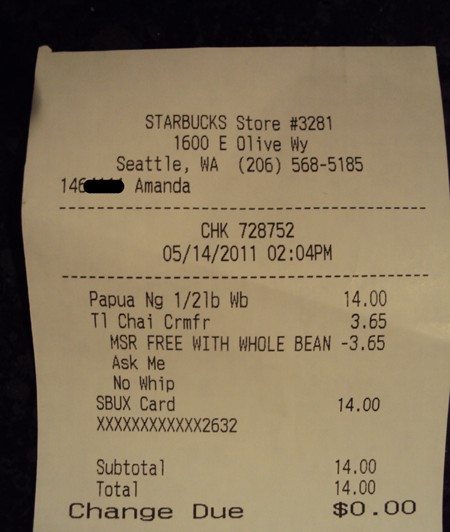 STARBUCKS Store #3281
1600 E Olive Wy
Seattle, WA (206) 568-5185
146 Amanda
CHK 728752
05/14/2011 02:04PM
Papua Ng 1/2lb Wb 14.00
Tl Chai Crmfr 3.65
MSR FREE WITH WHOLE BEAN -3.65
Ask Me
No Whip
SBUX Card 14.00
XXXXXXXXXXXX2632
Subtotal 14.00
Total 14.00
Change Due $0.00